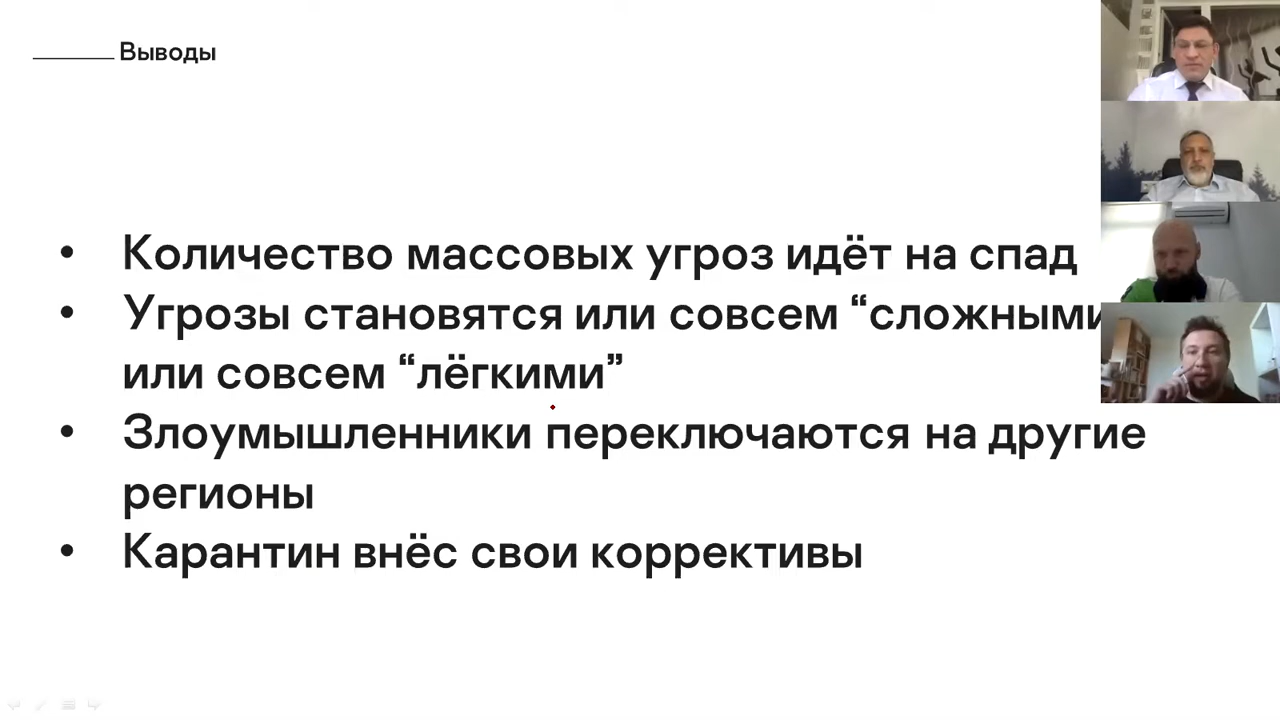 Выводы
• Количество массовых угроз идёт на спад
• Угрозы становятся или совсем “сложными
или совсем “лёгкими”
• Злоумышленники переключаются на другие
регионы
• Карантин внёс свои коррективы